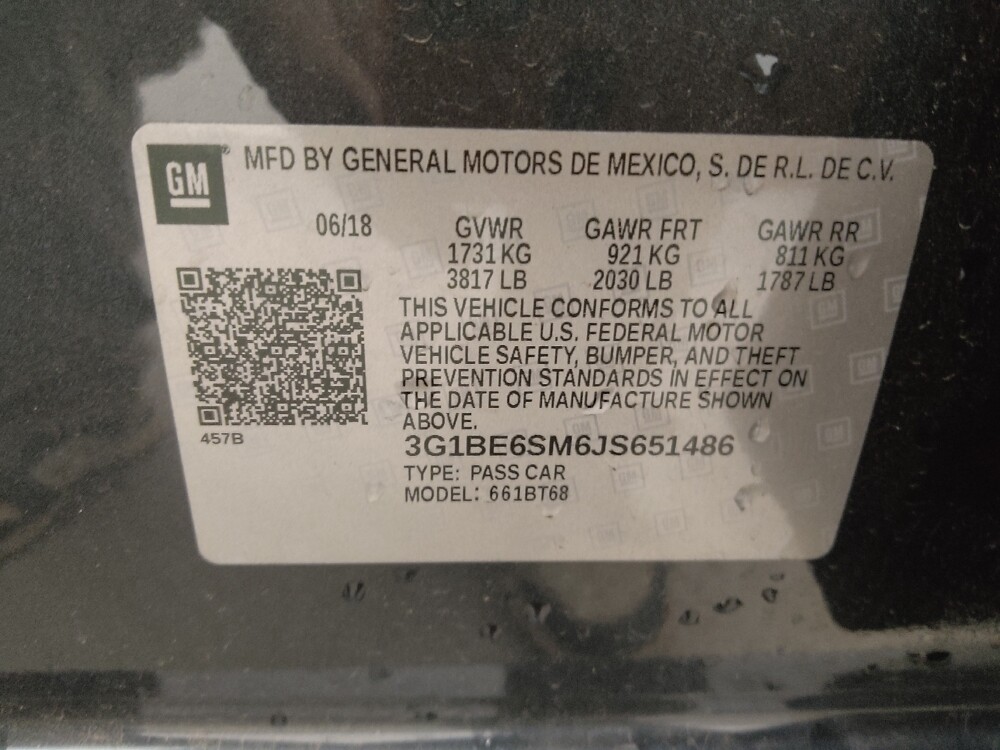 GM
MFD BY GENERAL MOTORS DE MEXICO, S. DE R.L. DE C.V.
06/18 GVWR GAWR FRT GAWR RR
1731 KG 921 KG 811 KG
3817 LB 2030 LB 1787 LB
THIS VEHICLE CONFORMS TO ALL
APPLICABLE U.S. FEDERAL MOTOR
VEHICLE SAFETY, BUMPER, AND THEFT
PREVENTION STANDARDS IN EFFECT ON
THE DATE OF MANUFACTURE SHOWN
ABOVE.
457B
3G1BE6SM6JS651486
TYPE: PASS CAR
MODEL: 661BT68